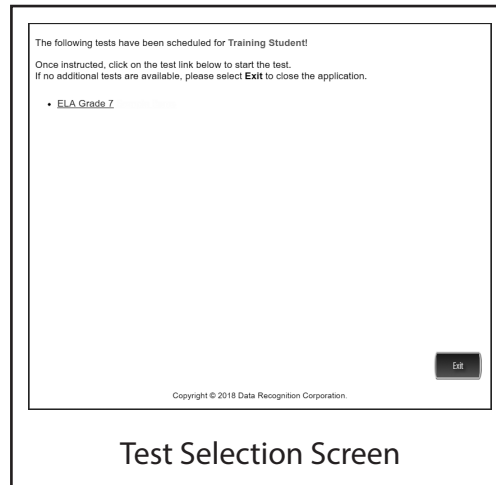 The following tests have been scheduled for Training Student!
Once instructed, click on the test link below to start the test.
If no additional tests are available, please select Exit to close the application.
• ELA Grade 7
Exit
Copyright © 2018 Data Recognition Corporation.
Test Selection Screen